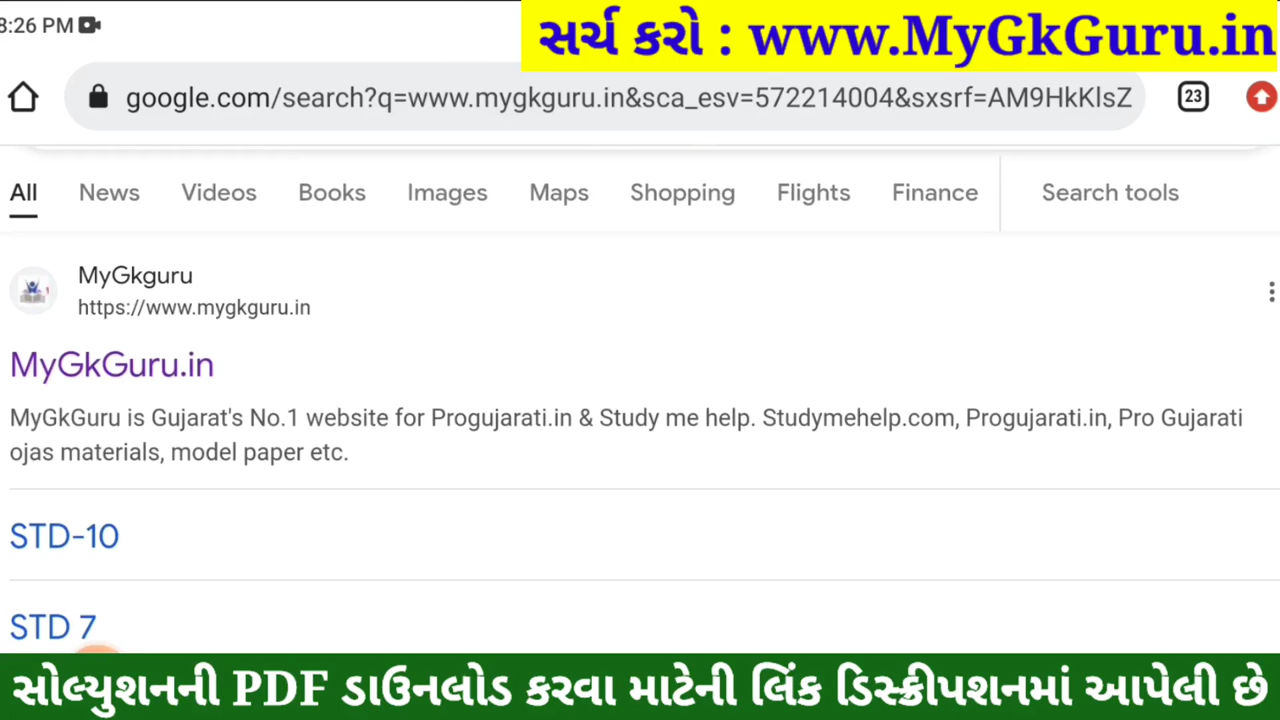 8:26 PM
સર્ચ કરો : www.MyGkGuru.in
google.com/search?q=www.mygkguru.in&sca_esv=572214004&sxsrf=AM9HkKlsZ
23
All News Videos Books Images Maps Shopping Flights Finance Search tools
MyGkguru
https://www.mygkguru.in
MyGkGuru.in
MyGkGuru is Gujarat's No.1 website for Progujarati.in & Study me help. Studymehelp.com, Progujarati.in, Pro Gujarati
ojas materials, model paper etc.
STD-10
STD 7
સોલ્યુશનની PDF ડાઉનલોડ કરવા માટેની લિંક ડિસ્ક્રીપશનમાં આપેલી છે